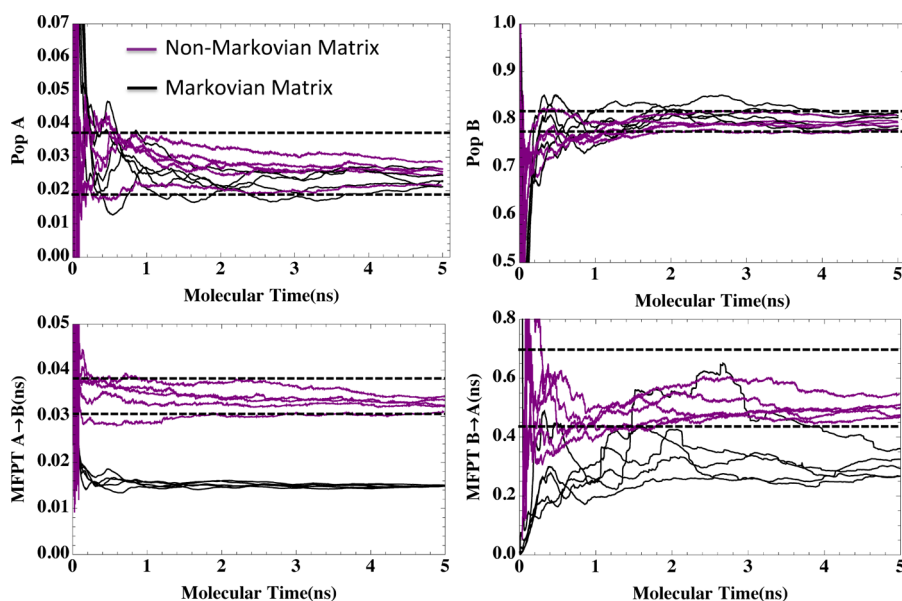 Pop A
0.07
0.06
0.05
0.04
0.03
0.02
0.01
0.00
Non-Markovian Matrix
Markovian Matrix
0 1 2 3 4 5
Molecular Time(ns)
Pop B
1.0
0.9
0.8
0.7
0.6
0.5
0 1 2 3 4 5
Molecular Time(ns)
MFPT A→B(ns)
0.05
0.04
0.03
0.02
0.01
0.00
0 1 2 3 4 5
Molecular Time(ns)
MFPT B→A(ns)
0.8
0.6
0.4
0.2
0.0
0 1 2 3 4 5
Molecular Time(ns)